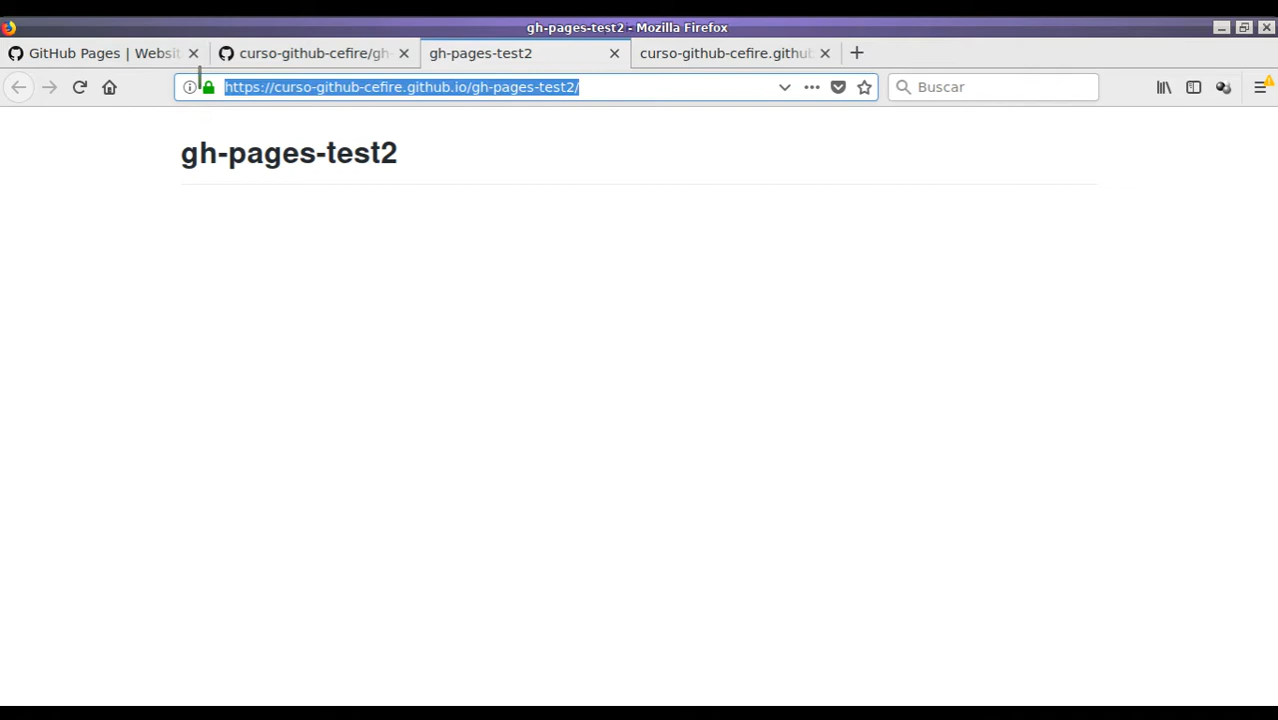 gh-pages-test2 - Mozilla Firefox
GitHub Pages | Websit
curso-github-cefire/gh-
gh-pages-test2
curso-github-cefire.github
https://curso-github-cefire.github.io/gh-pages-test2/
Buscar
gh-pages-test2